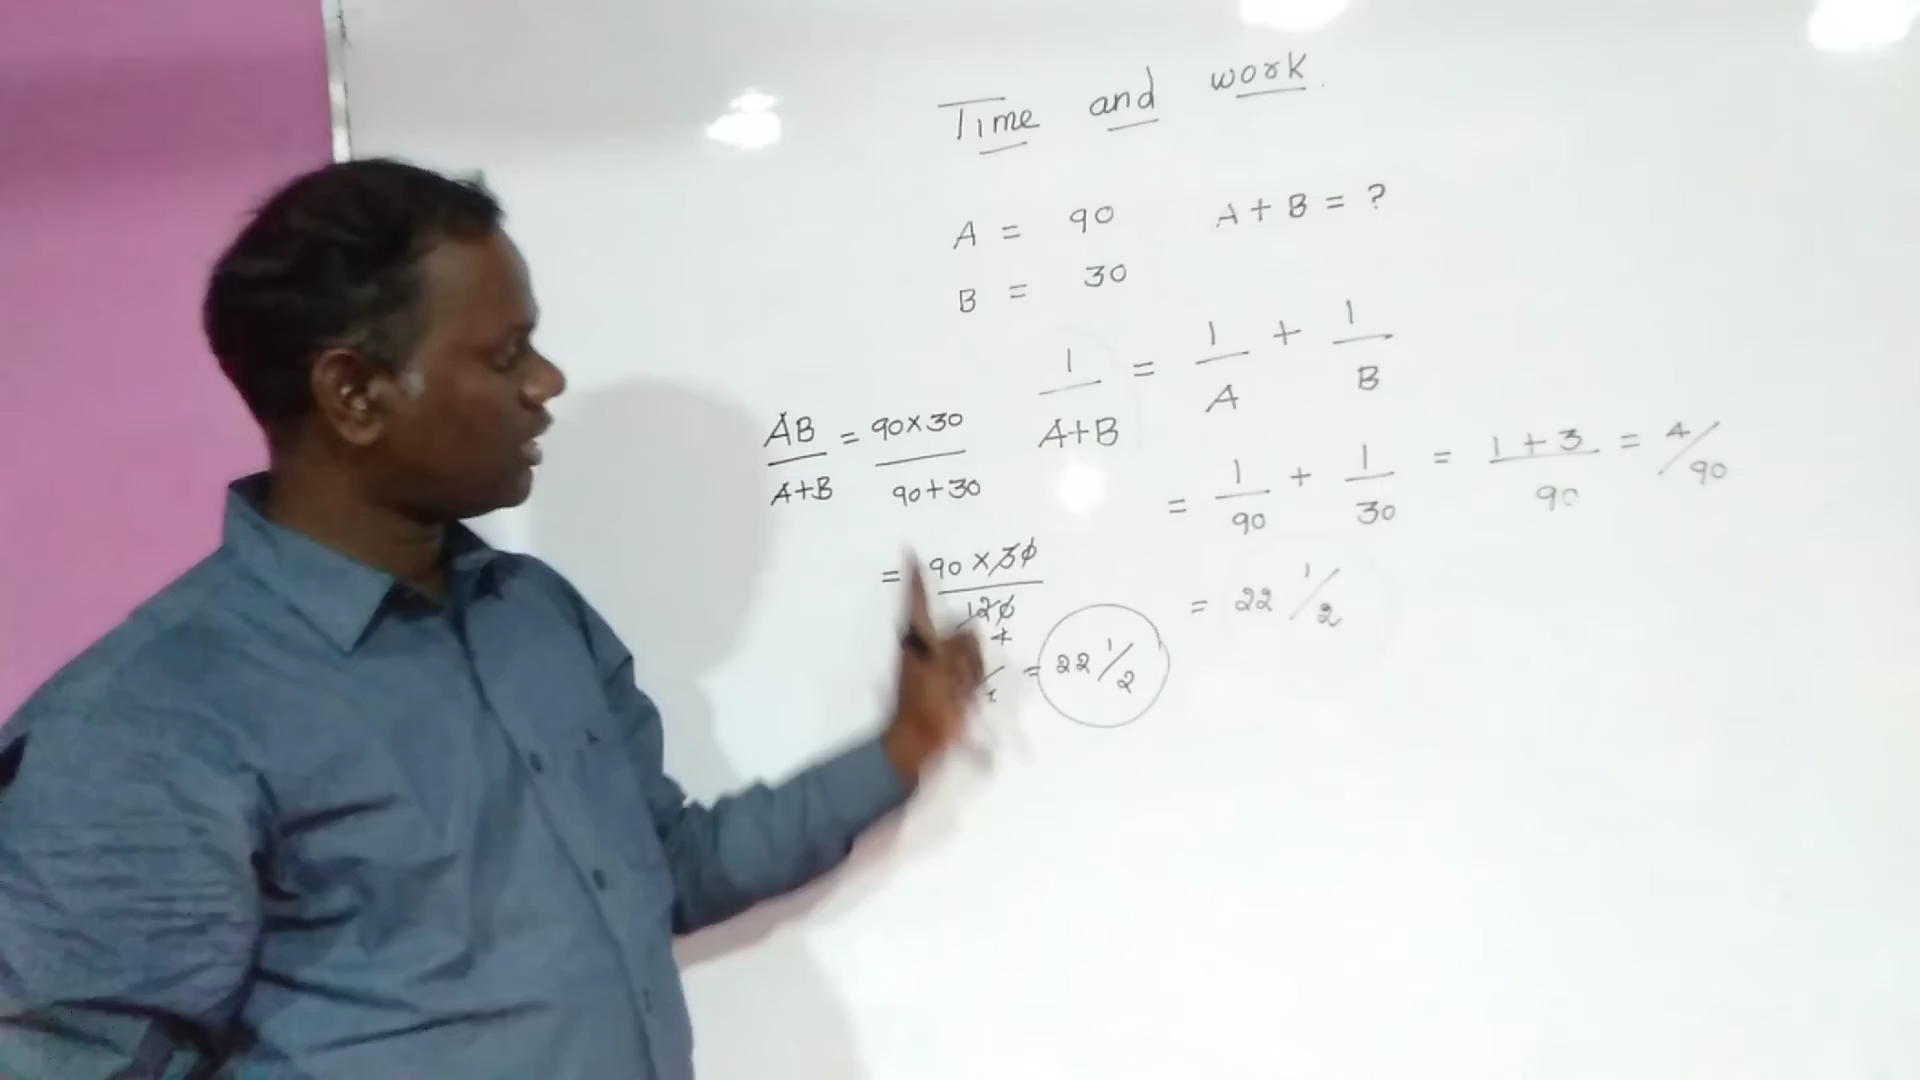 Time and work.
A = 90 A + B = ?
B = 30
1/A+B = 1/A + 1/B
= 1/90 + 1/30 = 1+3/90 = 4/90
= 22 1/2
AB/A+B = 90×30/90+30
= 90×30/120
4
= 22 1/2